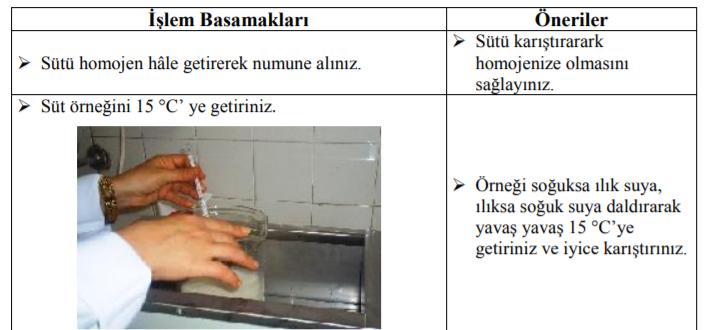 İşlem Basamakları
Öneriler
➢ Sütü homojen hâle getirerek numune alınız.
➢ Sütü karıştırarark
homojenize olmasını
sağlayınız.
➢ Süt örneğini 15 °C’ ye getiriniz.
➢ Örneği soğuksa ılık suya,
ılıksa soğuk suya daldırarak
yavaş yavaş 15 °C’ye
getiriniz ve iyice karıştırınız.